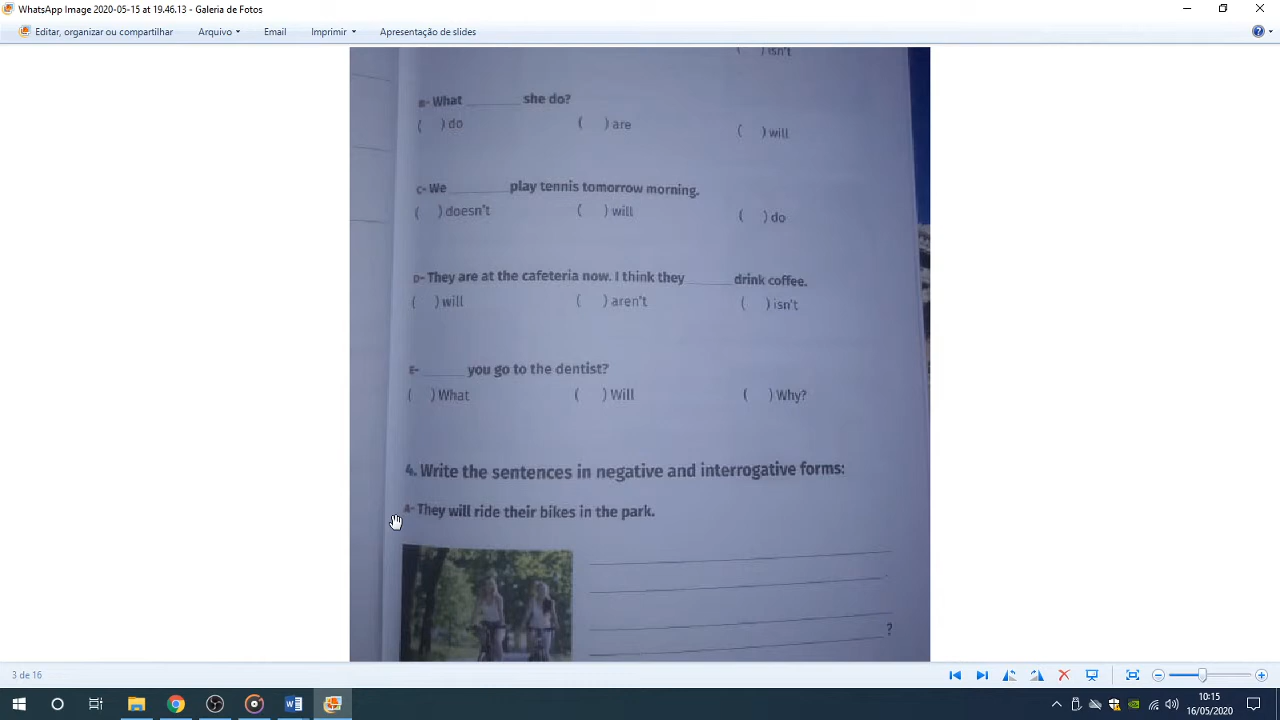 WhatsApp Image 2020-05-15 at 19.46.13 - Galeria de Fotos
Editar, organizar ou compartilhar Arquivo Email Imprimir Apresentação de slides
( ) isn't
B- What ______ she do?
( ) do ( ) are ( ) will
C- We ______ play tennis tomorrow morning.
( ) doesn't ( ) will ( ) do
D- They are at the cafeteria now. I think they ______ drink coffee.
( ) will ( ) aren't ( ) isn't
E- ______ you go to the dentist?
( ) What ( ) Will ( ) Why?
4. Write the sentences in negative and interrogative forms:
A- They will ride their bikes in the park.
?
3 de 16
10:15
16/05/2020